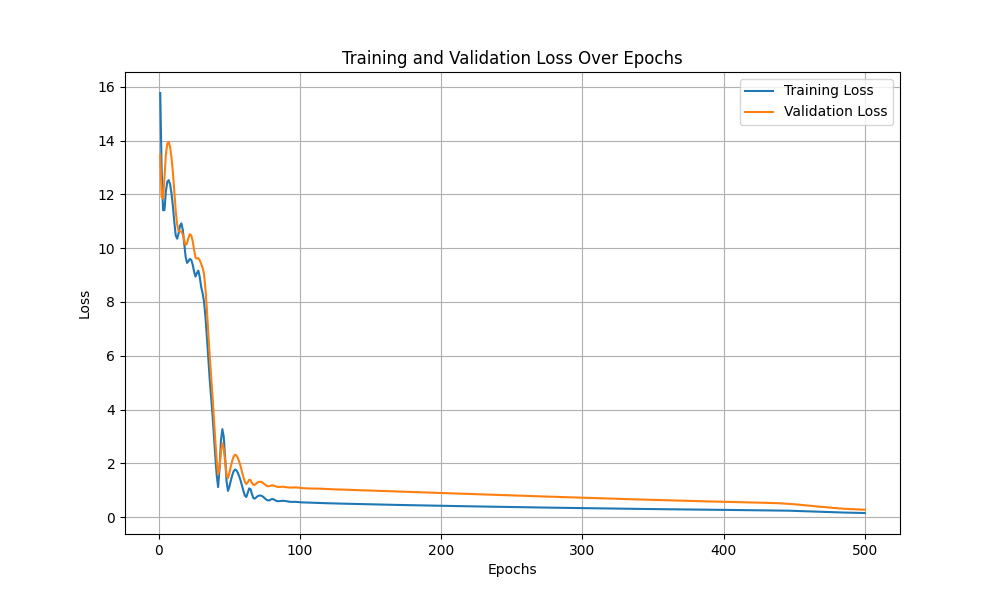 Training and Validation Loss Over Epochs
Training Loss
Validation Loss
16
14
12
10
8
6
4
2
0
Loss
0 100 200 300 400 500
Epochs